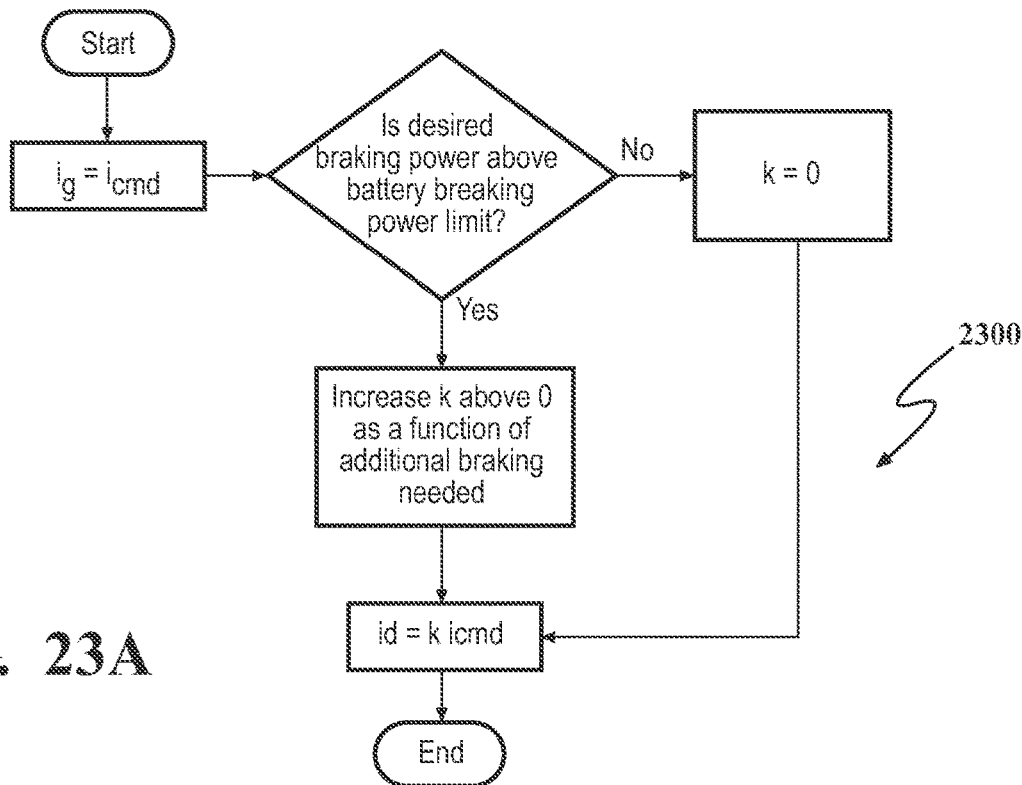 Start
i_g = i_cmd
Is desired
braking power above
battery breaking
power limit?
No
k = 0
Yes
Increase k above 0
as a function of
additional braking
needed
2300
id = k icmd
23A
End